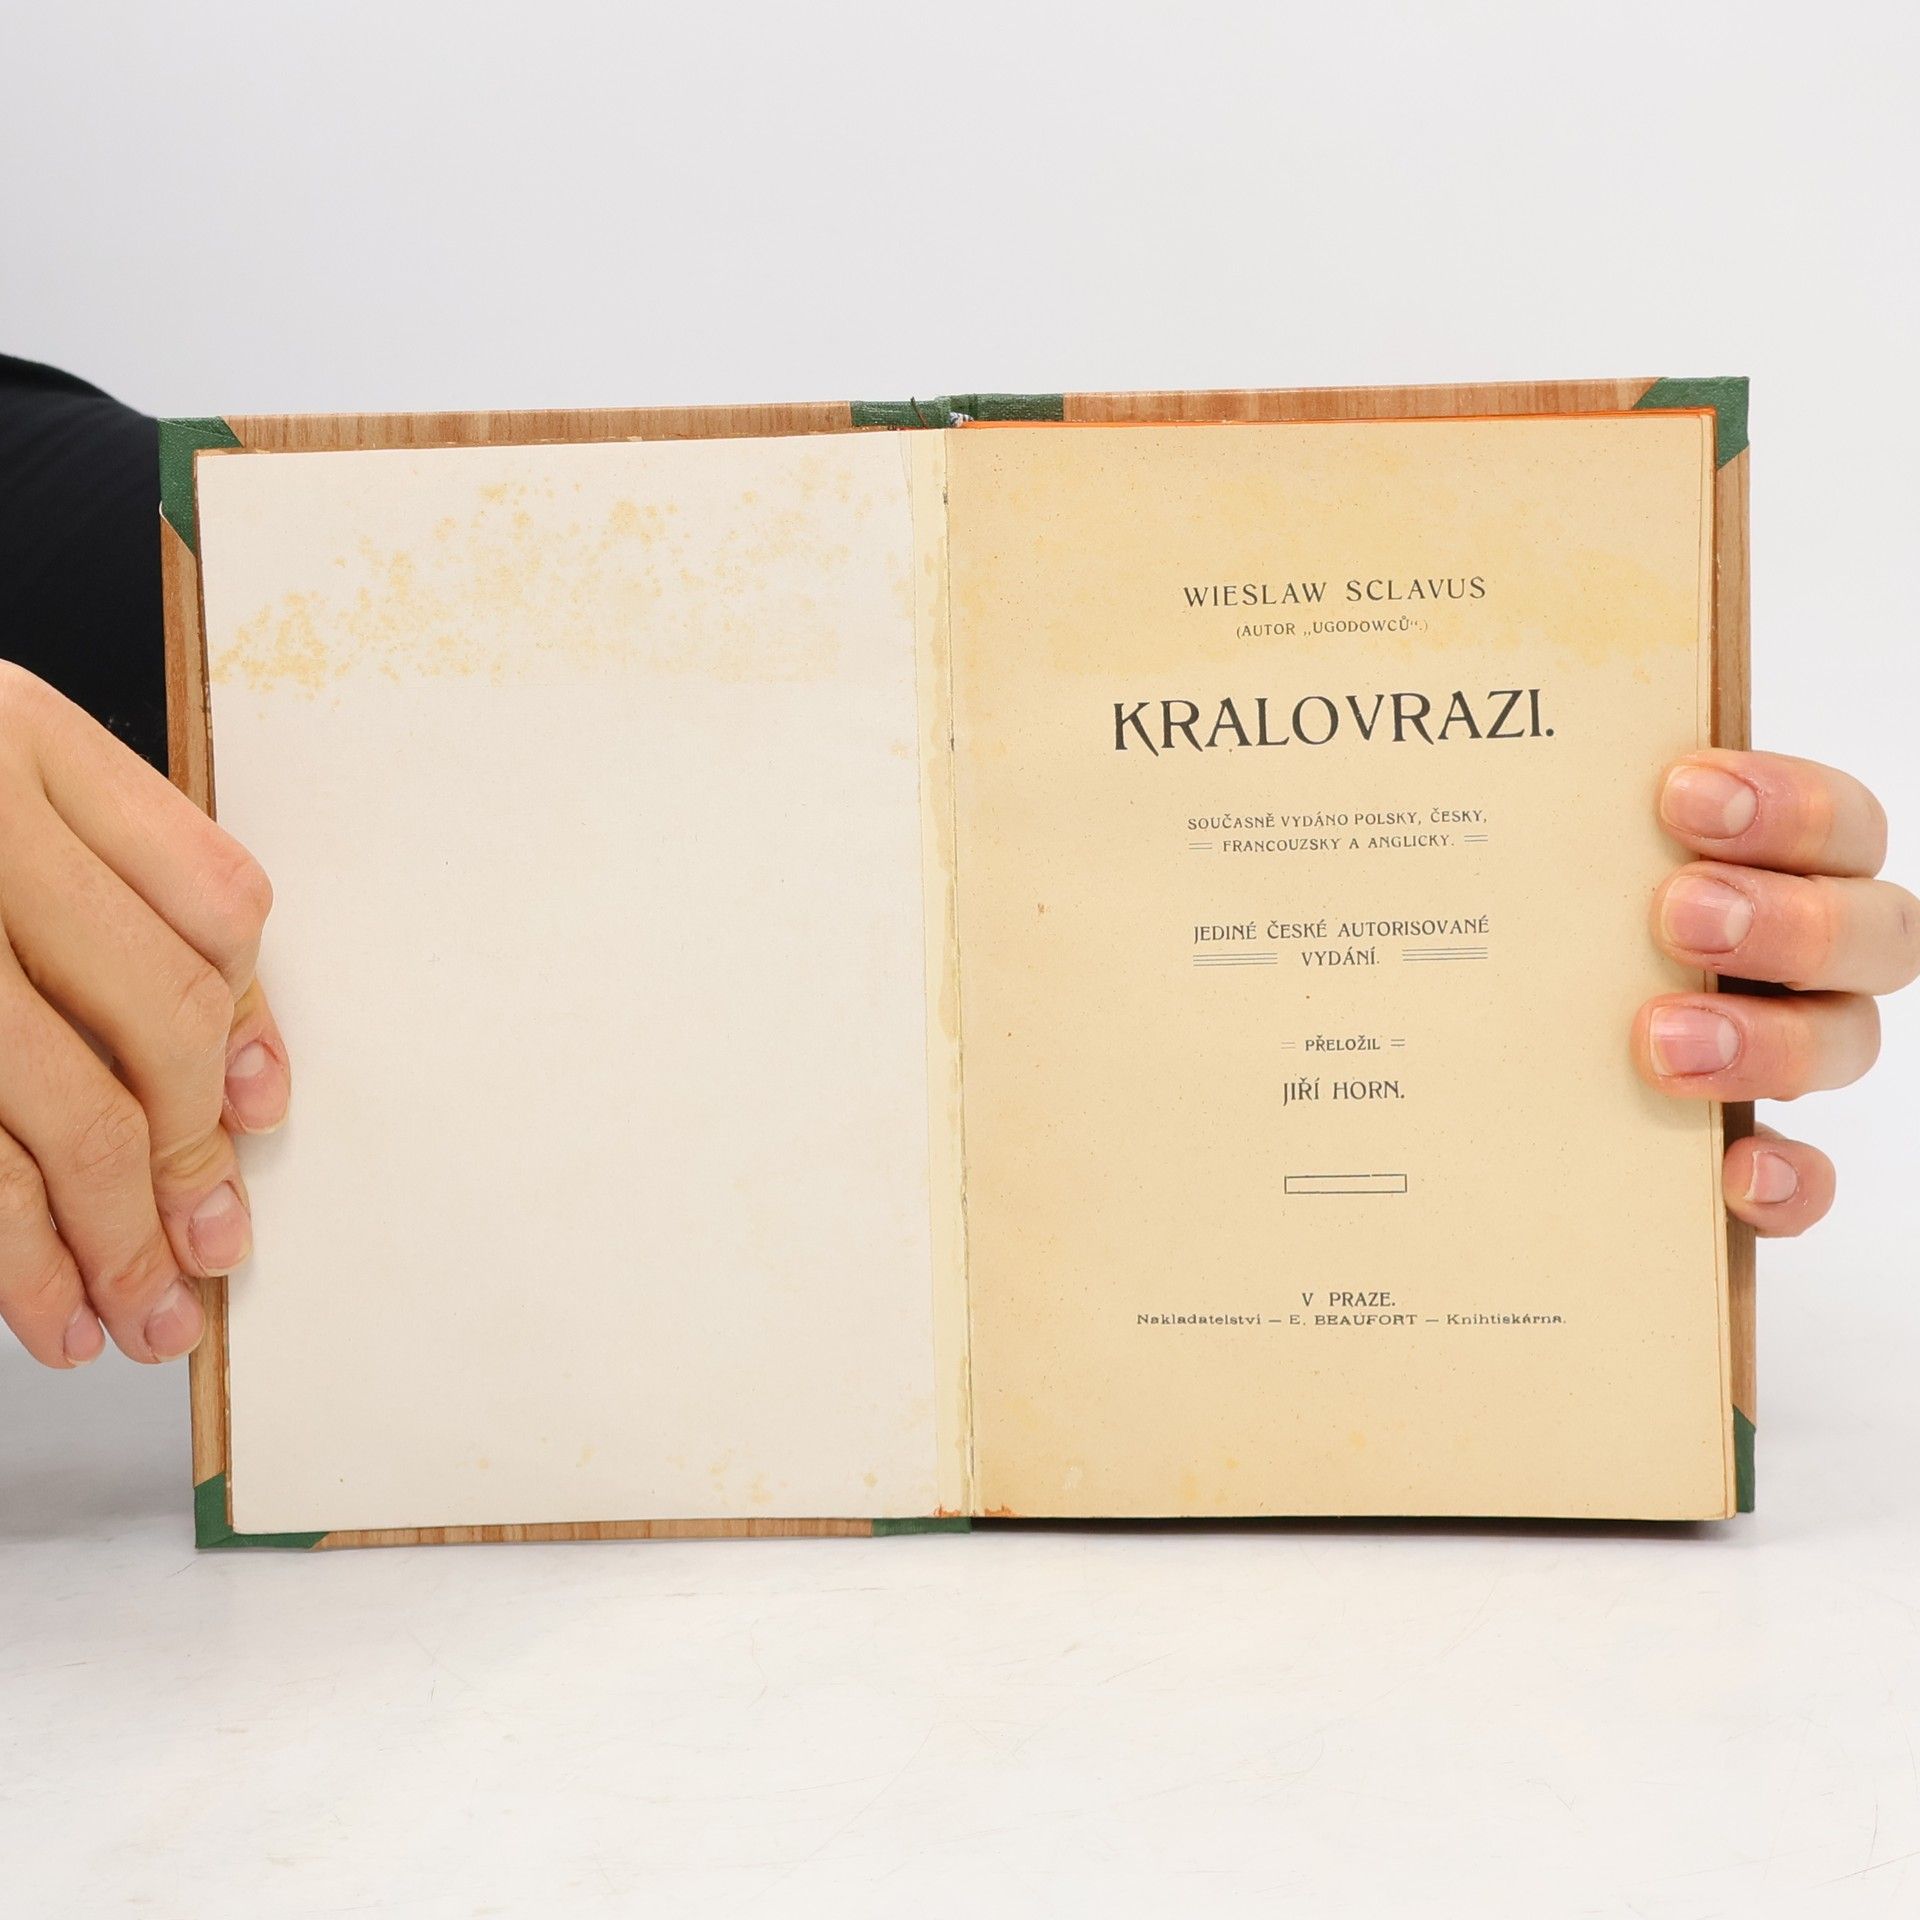 WIESLAW SCLAVUS
(AUTOR „UGODOWCŮ“.)
KRALOVRAZI.
SOUČASNĚ VYDÁNO POLSKY, ČESKY,
FRANCOUZSKY A ANGLICKY.
JEDINÉ ČESKÉ AUTORISOVANÉ
VYDÁNÍ.
PŘELOŽIL
JIŘÍ HORN.
V PRAZE.
Nakladatelství — E. BEAUFORT — Knihtiskárna.